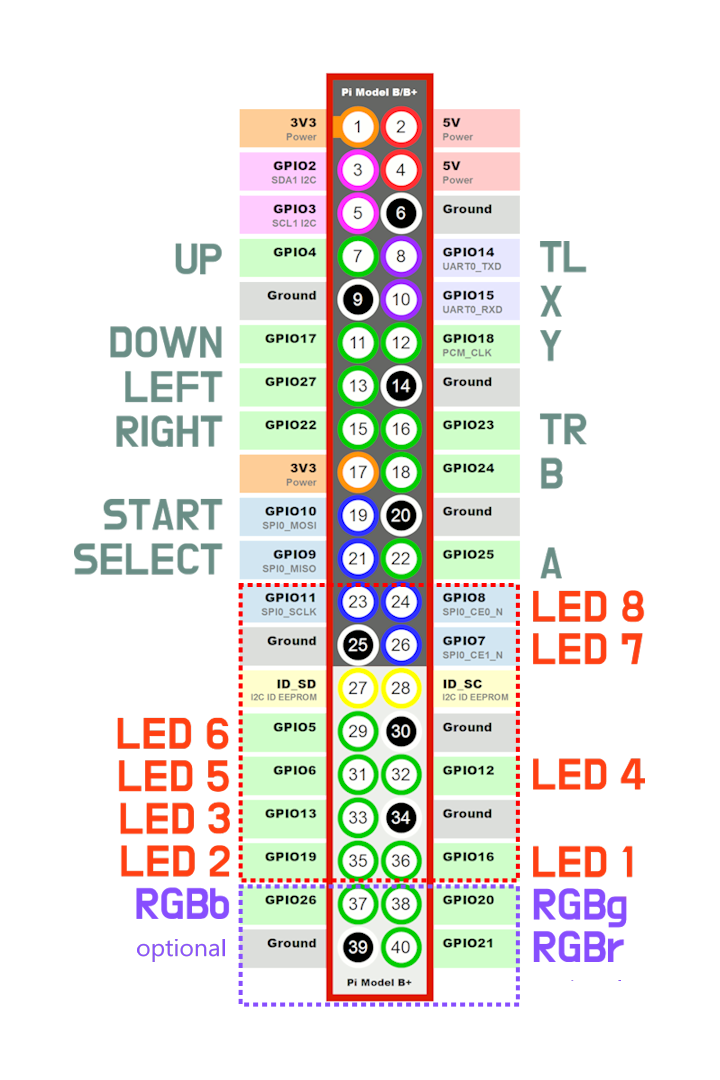 Pi Model B/B+
3V3 Power 1 2 5V Power
GPIO2 SDA1 I2C 3 4 5V Power
GPIO3 SCL1 I2C 5 6 Ground
UP GPIO4 7 8 GPIO14 UART0_TXD TL
Ground 9 10 GPIO15 UART0_RXD X
DOWN GPIO17 11 12 GPIO18 PCM_CLK Y
LEFT GPIO27 13 14 Ground
RIGHT GPIO22 15 16 GPIO23 TR
3V3 Power 17 18 GPIO24 B
START GPIO10 SPI0_MOSI 19 20 Ground
SELECT GPIO9 SPI0_MISO 21 22 GPIO25 A
GPIO11 SPI0_SCLK 23 24 GPIO8 SPI0_CE0_N LED 8
Ground 25 26 GPIO7 SPI0_CE1_N LED 7
ID_SD I2C ID EEPROM 27 28 ID_SC I2C ID EEPROM
LED 6 GPIO5 29 30 Ground
LED 5 GPIO6 31 32 GPIO12 LED 4
LED 3 GPIO13 33 34 Ground
LED 2 GPIO19 35 36 GPIO16 LED 1
RGBb GPIO26 37 38 GPIO20 RGBg
optional Ground 39 40 GPIO21 RGBr
Pi Model B+